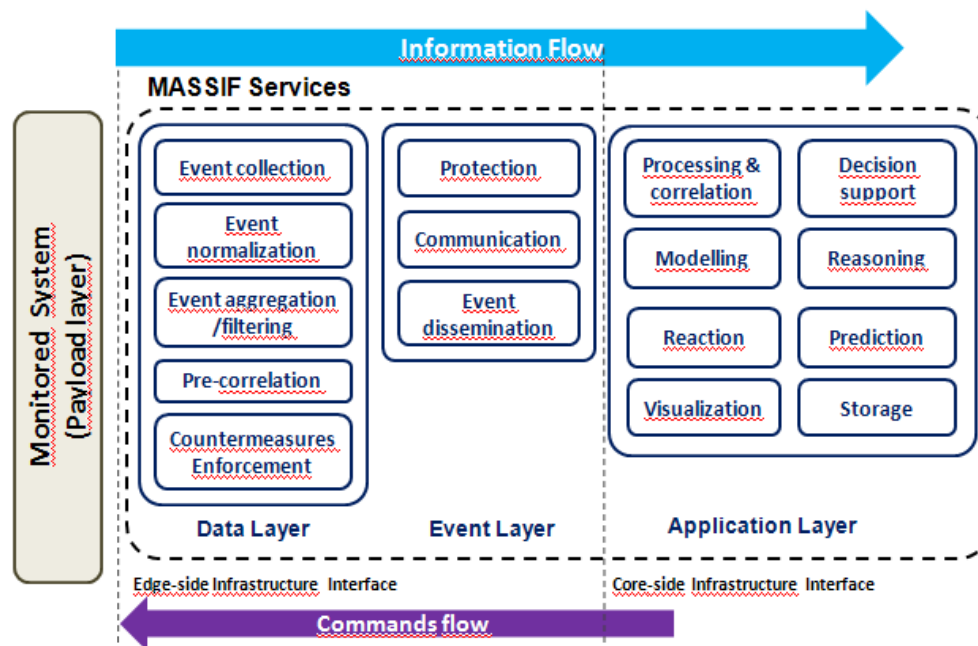 Information Flow
MASSIF Services
Monitored System
(Payload layer)
Event collection
Event
normalization
Event aggregation
/filtering
Pre-correlation
Countermeasures
Enforcement
Data Layer
Protection
Communication
Event
dissemination
Event Layer
Processing &
correlation
Decision
support
Modelling
Reasoning
Reaction
Prediction
Visualization
Storage
Application Layer
Edge-side Infrastructure Interface
Core-side Infrastructure Interface
Commands flow